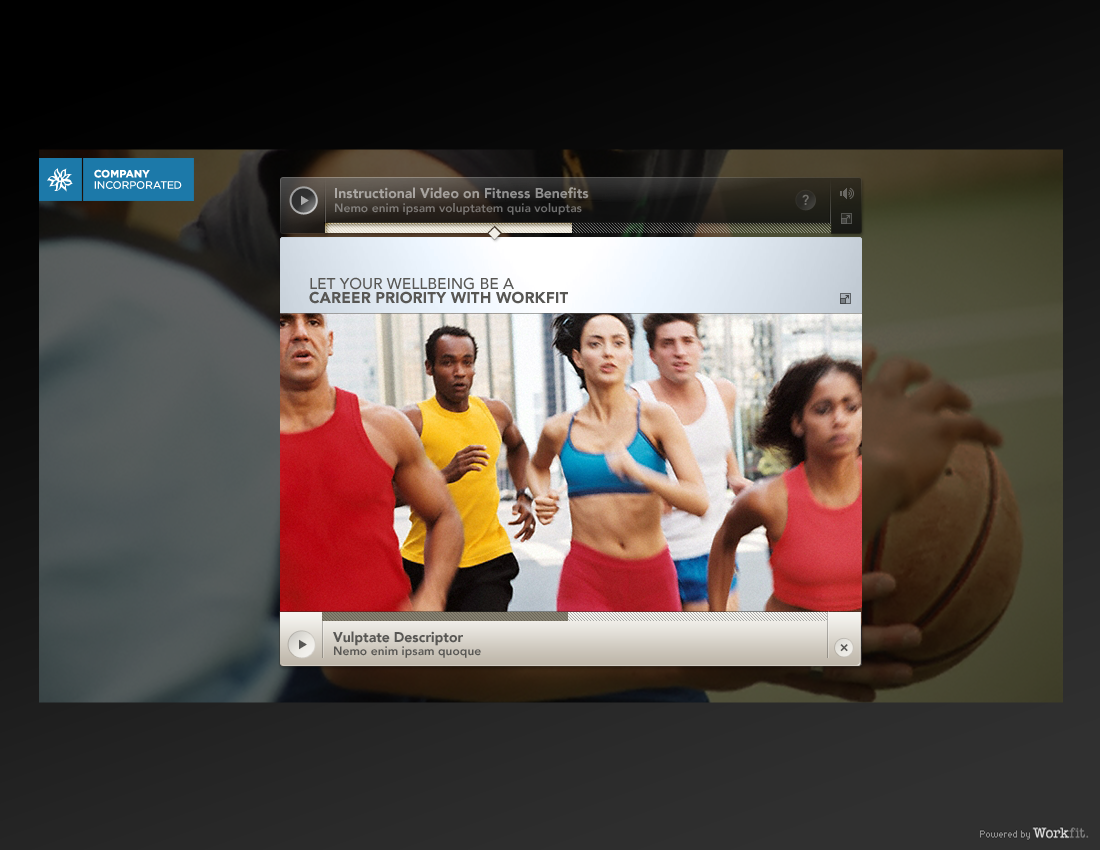 COMPANY
INCORPORATED
Instructional Video on Fitness Benefits
Nemo enim ipsam voluptatem quia voluptas
?
LET YOUR WELLBEING BE A
CAREER PRIORITY WITH WORKFIT
Vulptate Descriptor
Nemo enim ipsam quoque
Powered by Workfit.